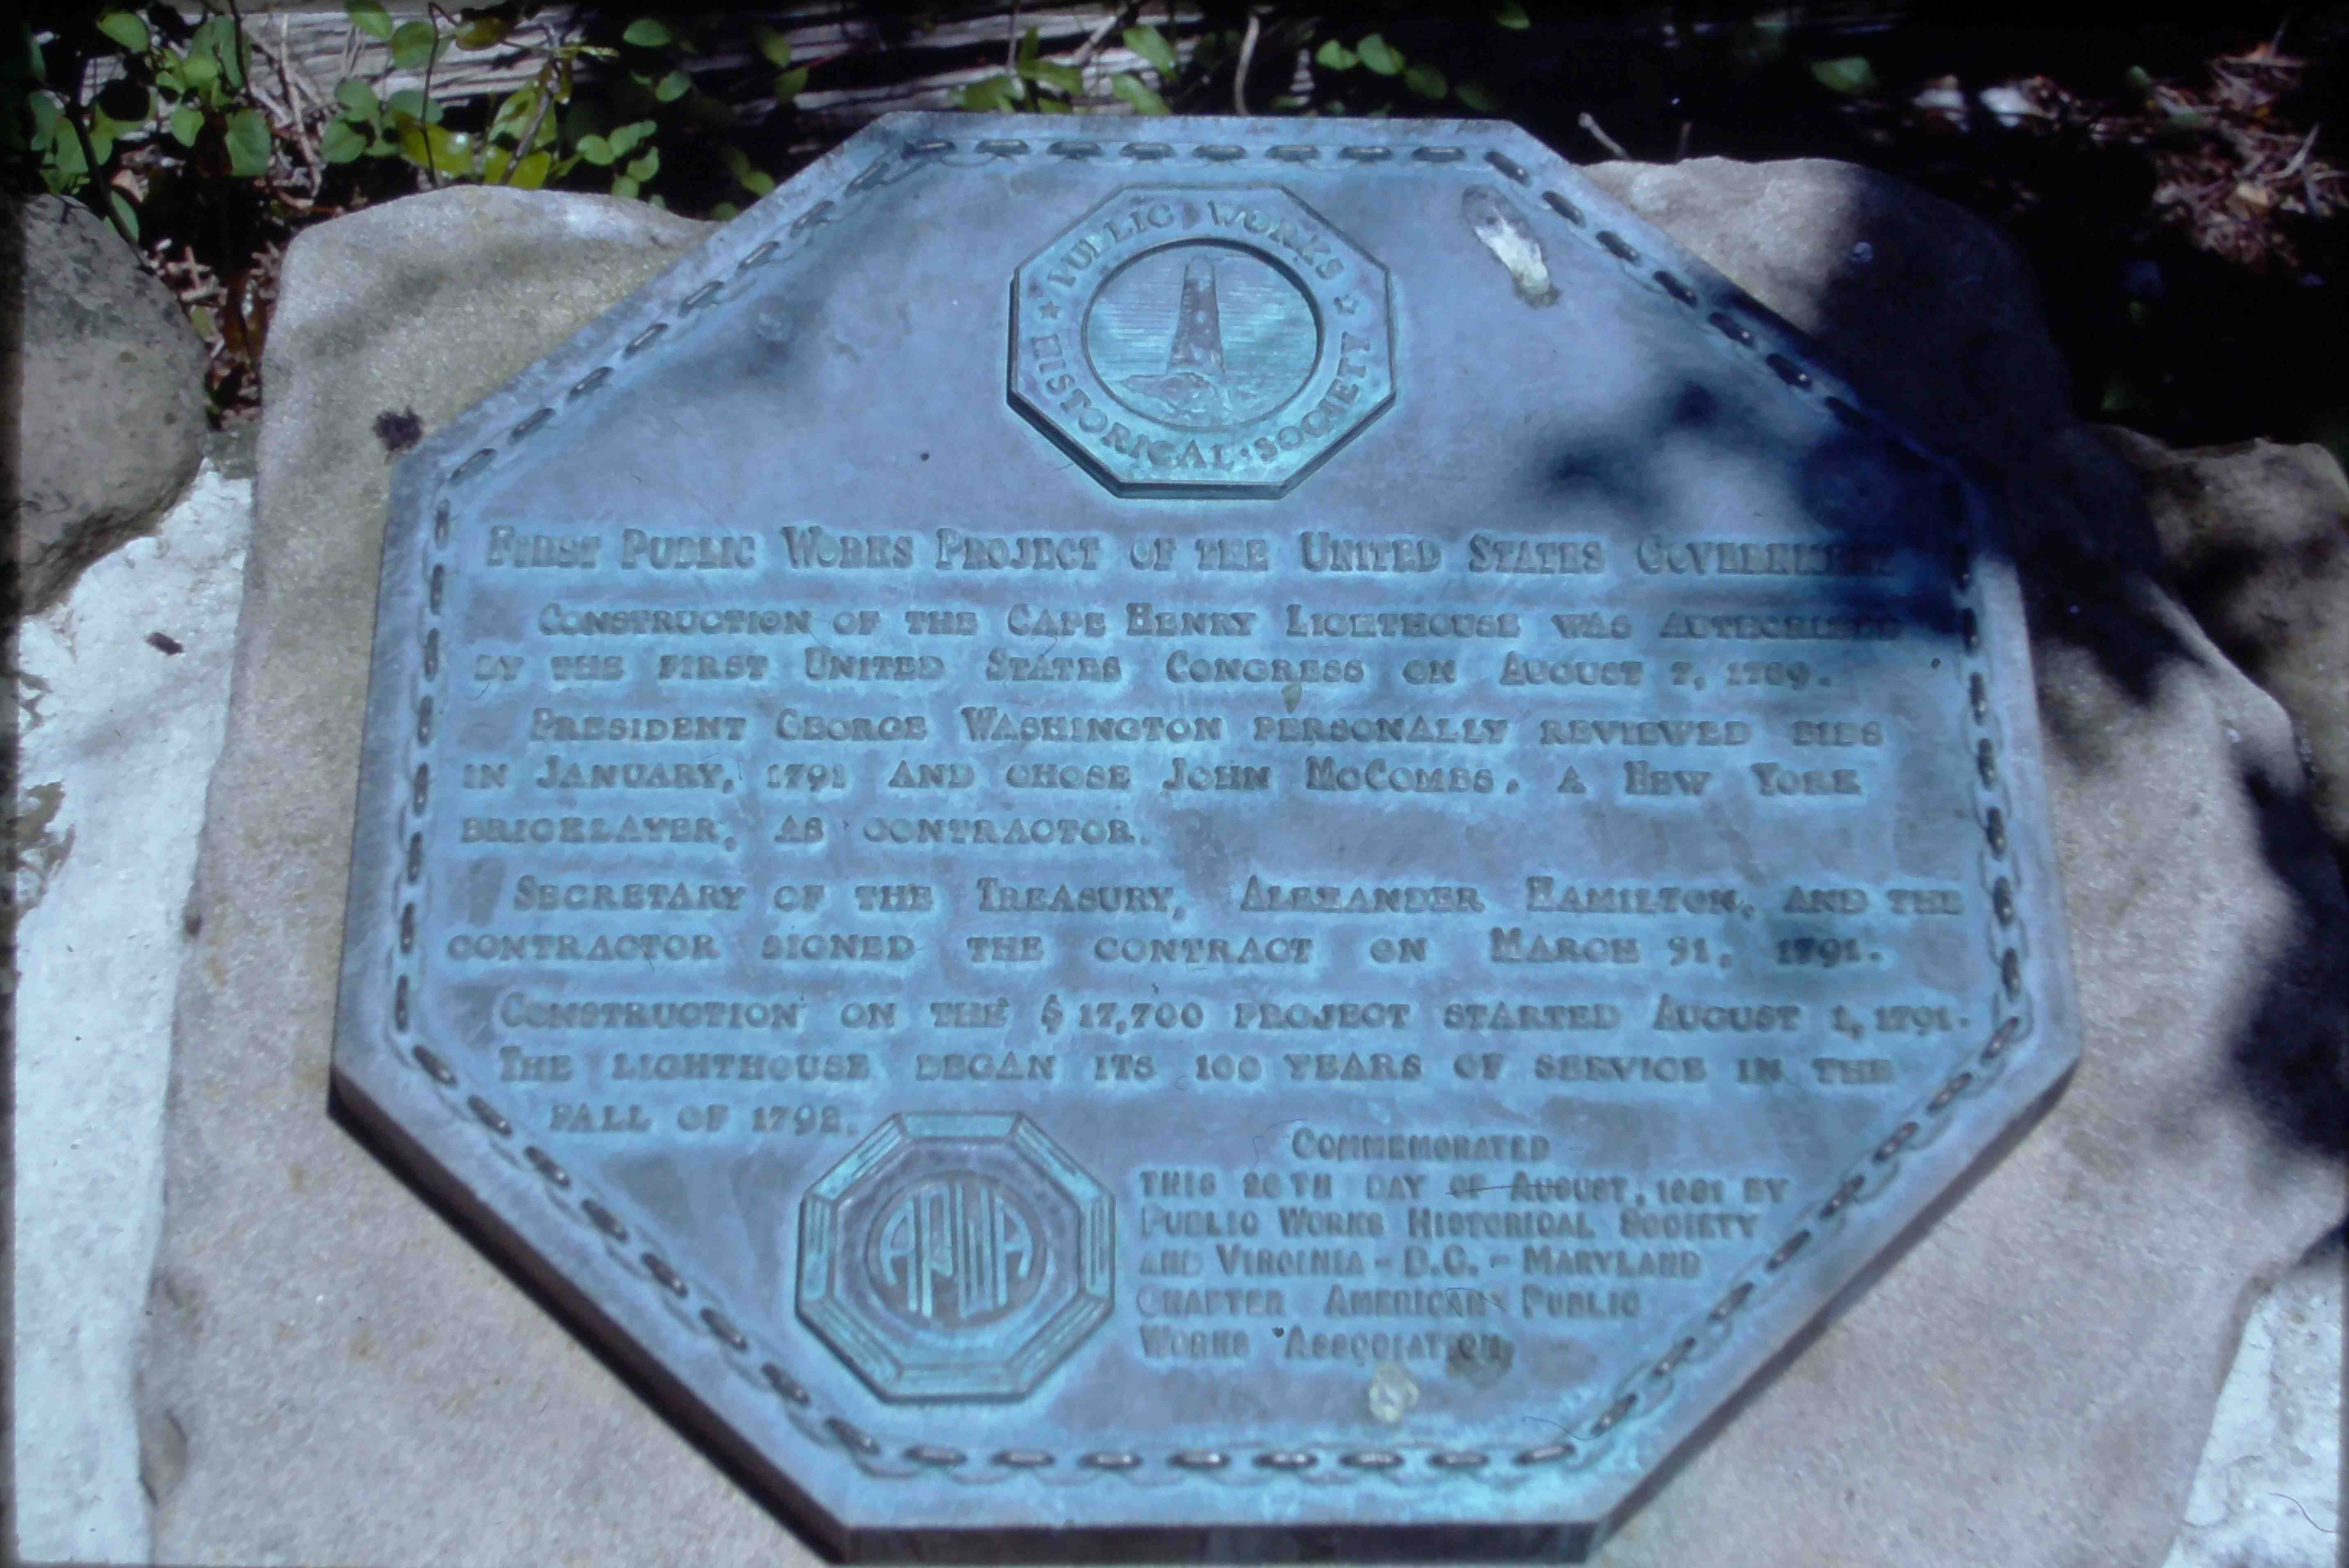 PUBLIC WORKS
HISTORICAL · SOCIETY
FIRST PUBLIC WORKS PROJECT OF THE UNITED STATES GOVERNMENT
CONSTRUCTION OF THE CAPE HENRY LIGHTHOUSE WAS AUTHORIZED
BY THE FIRST UNITED STATES CONGRESS ON AUGUST 7, 1789.
PRESIDENT GEORGE WASHINGTON PERSONALLY REVIEWED BIDS
IN JANUARY, 1791 AND CHOSE JOHN MCCOMBS, A NEW YORK
BRICKLAYER, AS CONTRACTOR.
SECRETARY OF THE TREASURY, ALEXANDER HAMILTON, AND THE
CONTRACTOR SIGNED THE CONTRACT ON MARCH 31, 1791.
CONSTRUCTION ON THE $17,700 PROJECT STARTED AUGUST 1, 1791.
THE LIGHTHOUSE BEGAN ITS 100 YEARS OF SERVICE IN THE
FALL OF 1792.
COMMEMORATED
THIS DAY OF AUGUST, 1981 BY
PUBLIC WORKS HISTORICAL SOCIETY
AND VIRGINIA - D.C. - MARYLAND
CHAPTER AMERICAN PUBLIC
WORKS ASSOCIATION
APWA